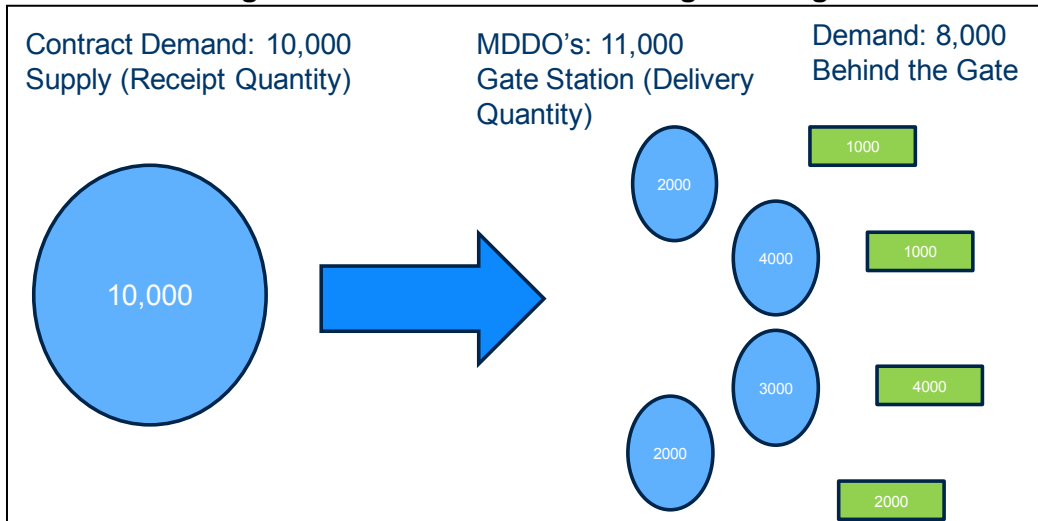 Contract Demand: 10,000
Supply (Receipt Quantity)
MDDO's: 11,000
Gate Station (Delivery
Quantity)
Demand: 8,000
Behind the Gate
10,000
2000
4000
3000
2000
1000
1000
4000
2000